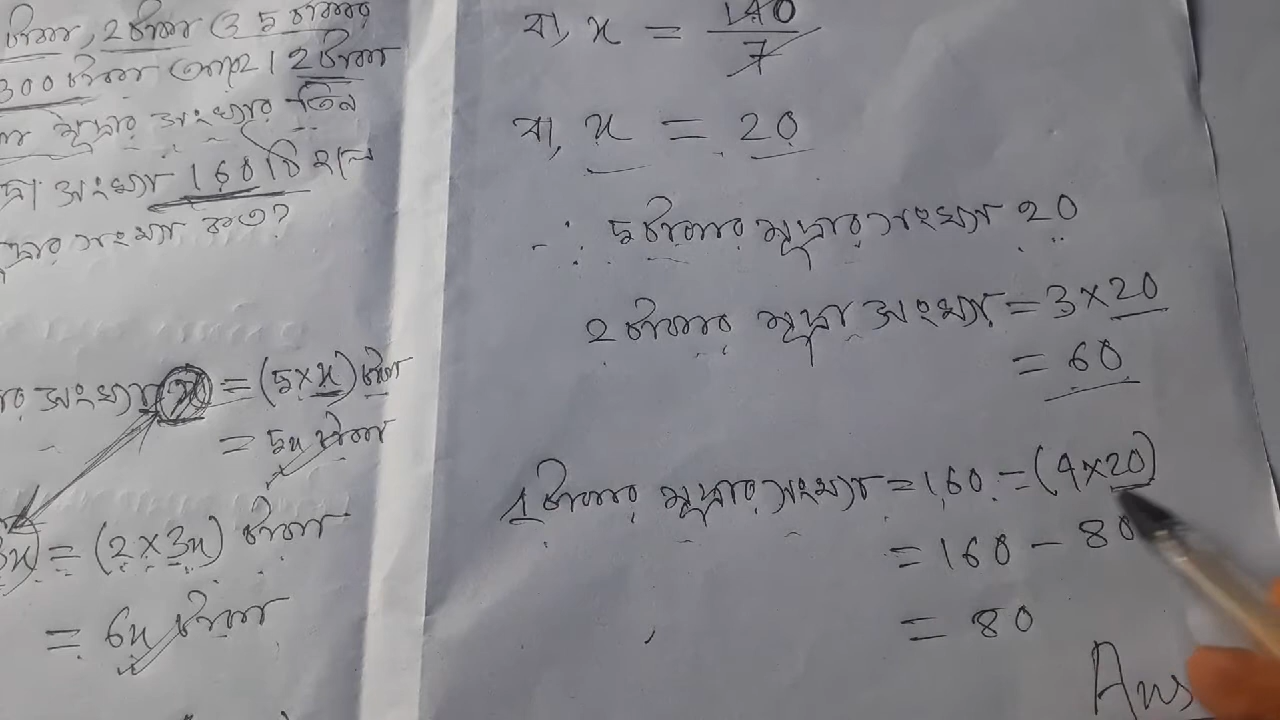 টাকা, 2 টাকা ও 5 টাকার
300 টাকা আছে। 2 টাকা
মুদ্রার সংখ্যার তিন
সংখ্যা 160 টি হলে
মুদ্রার সংখ্যা কত?
সংখ্যা x = (5×x) টাকা
= 5x টাকা
3x) = (2×3x) টাকা
= 6x টাকা
বা, x = 140/7
বা, x = 20
∴ 5 টাকার মুদ্রার সংখ্যা 20
2 টাকার মুদ্রা সংখ্যা = 3×20
= 60
1 টাকার মুদ্রার সংখ্যা = 160 - (4×20)
= 160 - 80
= 80
Ans